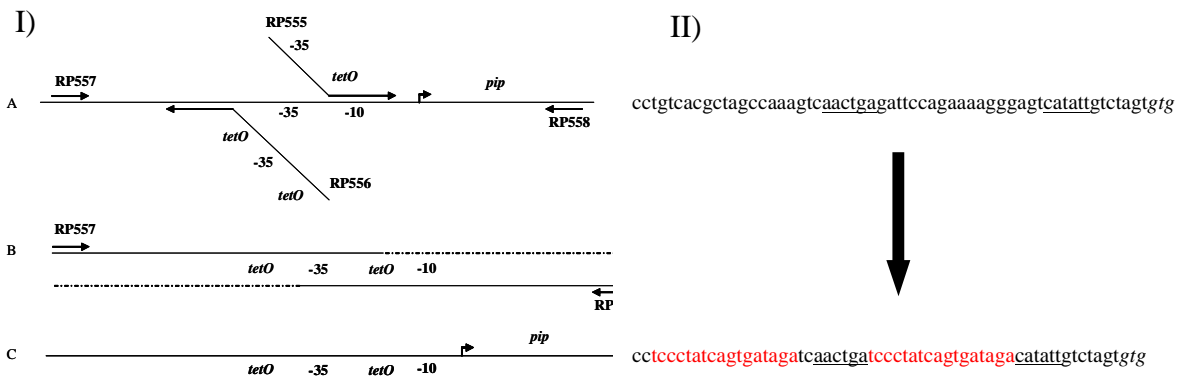 I)
II)
RP555
-35
tetO
RP557
pip
A
-35
-10
RP558
tetO
-35
tetO
RP556
cctgtcacgctagccaaagtcaactgagattccagaaaagggagtcatattgtctagtgtg
RP557
B
tetO -35 tetO -10
RP
C
pip
tetO -35 tetO -10
cctccctatcagtgatagatcaactgatccctatcagtgatagacatattgtctagtgtg